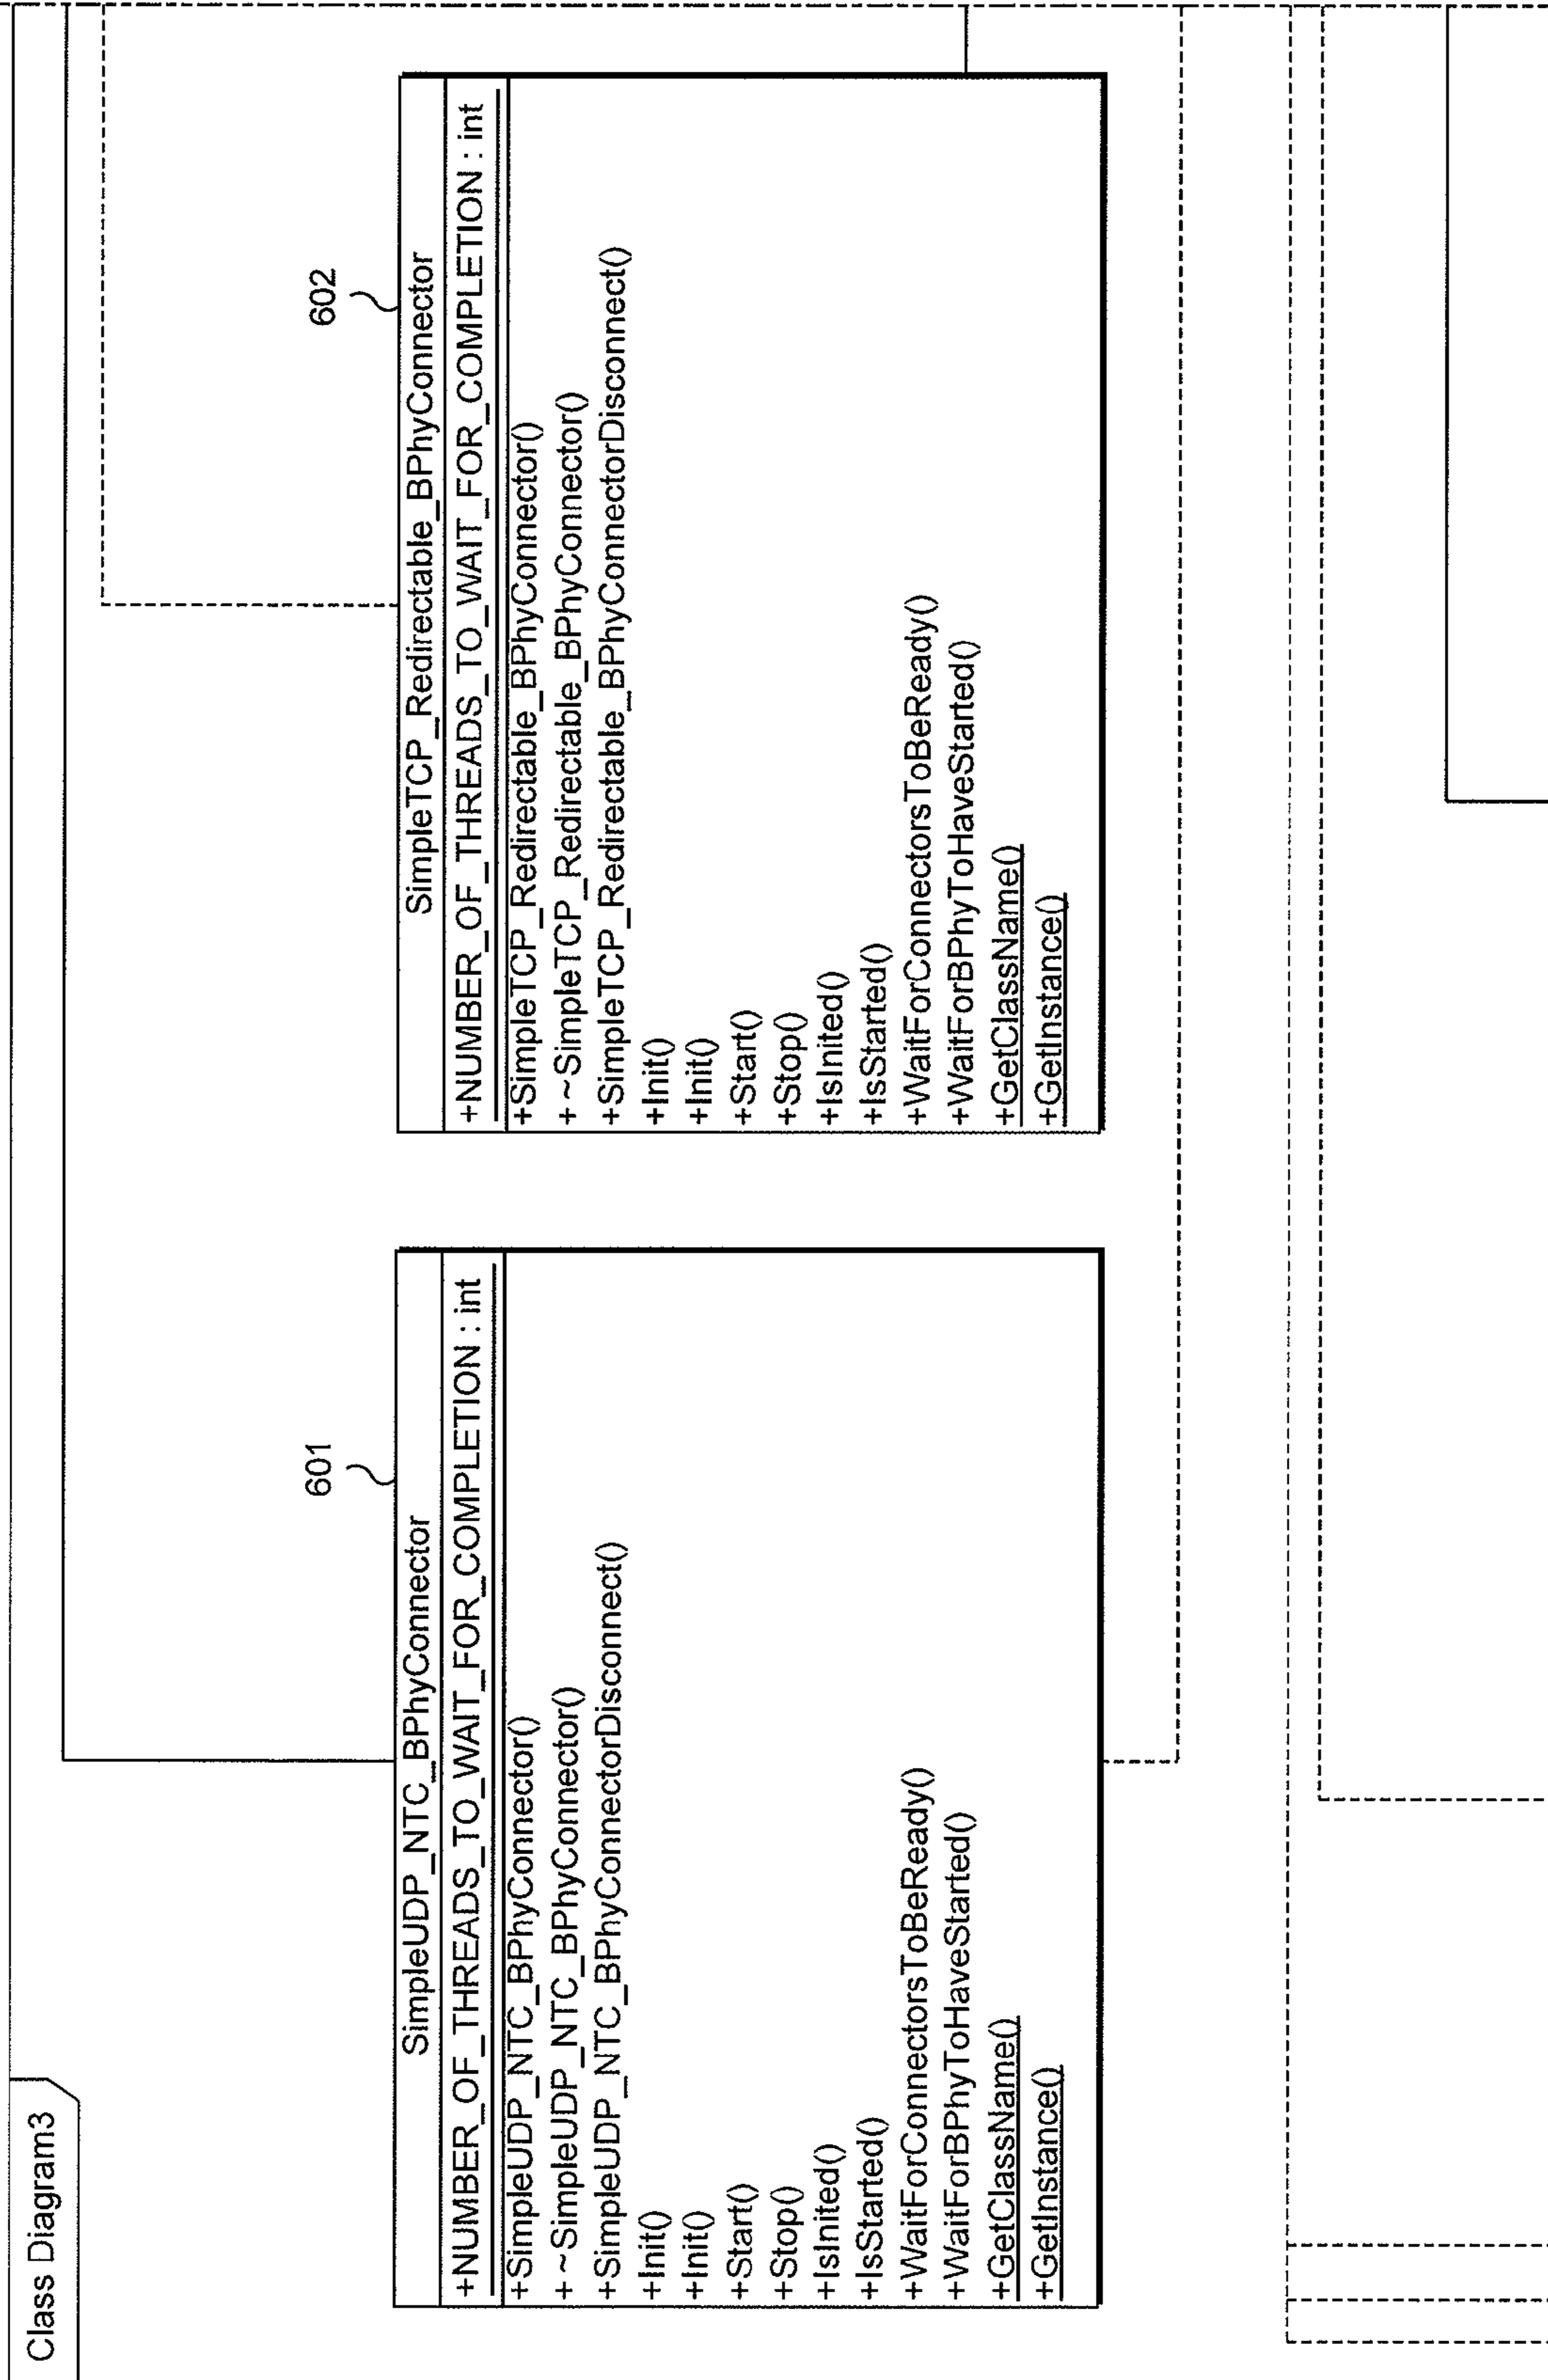 Class Diagram3
601
SimpleUDP_NTC_BPhyConnector
+NUMBER_OF_THREADS_TO_WAIT_FOR_COMPLETION : int
+SimpleUDP_NTC_BPhyConnector()
+ ~SimpleUDP_NTC_BPhyConnector()
+SimpleUDP_NTC_BPhyConnectorDisconnect()
+Init()
+Init()
+Start()
+Stop()
+IsInited()
+IsStarted()
+WaitForConnectorsToBeReady()
+WaitForBPhyToHaveStarted()
+GetClassName()
+GetInstance()
602
SimpleTCP_Redirectable_BPhyConnector
+NUMBER_OF_THREADS_TO_WAIT_FOR_COMPLETION : int
+SimpleTCP_Redirectable_BPhyConnector()
+ ~SimpleTCP_Redirectable_BPhyConnector()
+SimpleTCP_Redirectable_BPhyConnectorDisconnect()
+Init()
+Init()
+Start()
+Stop()
+IsInited()
+IsStarted()
+WaitForConnectorsToBeReady()
+WaitForBPhyToHaveStarted()
+GetClassName()
+GetInstance()